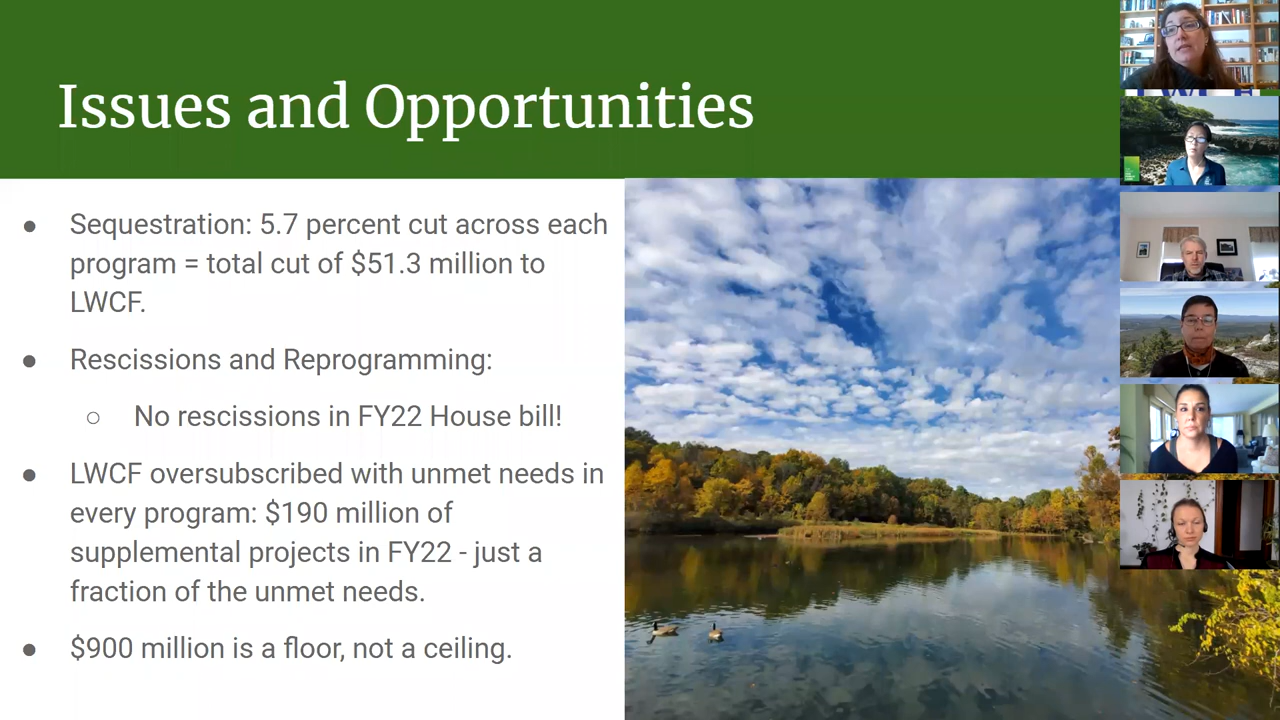 Issues and Opportunities
● Sequestration: 5.7 percent cut across each
program = total cut of $51.3 million to
LWCF.
● Rescissions and Reprogramming:
○ No rescissions in FY22 House bill!
● LWCF oversubscribed with unmet needs in
every program: $190 million of
supplemental projects in FY22 - just a
fraction of the unmet needs.
● $900 million is a floor, not a ceiling.